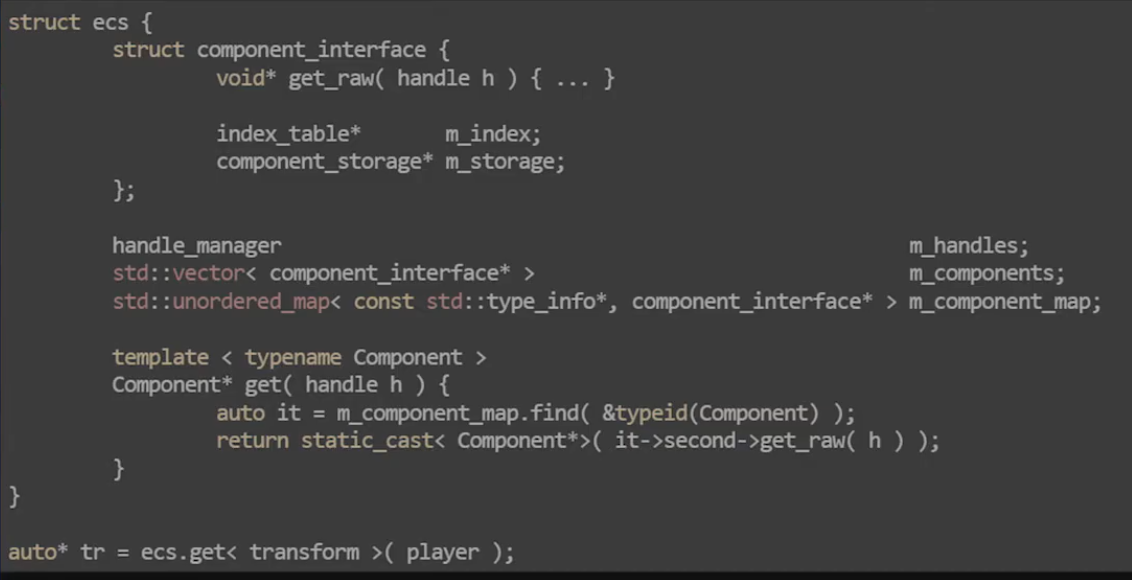 struct ecs {
struct component_interface {
void* get_raw( handle h ) { ... }
index_table* m_index;
component_storage* m_storage;
};
handle_manager m_handles;
std::vector< component_interface* > m_components;
std::unordered_map< const std::type_info*, component_interface* > m_component_map;
template < typename Component >
Component* get( handle h ) {
auto it = m_component_map.find( &typeid(Component) );
return static_cast< Component*>( it->second->get_raw( h ) );
}
}
auto* tr = ecs.get< transform >( player );